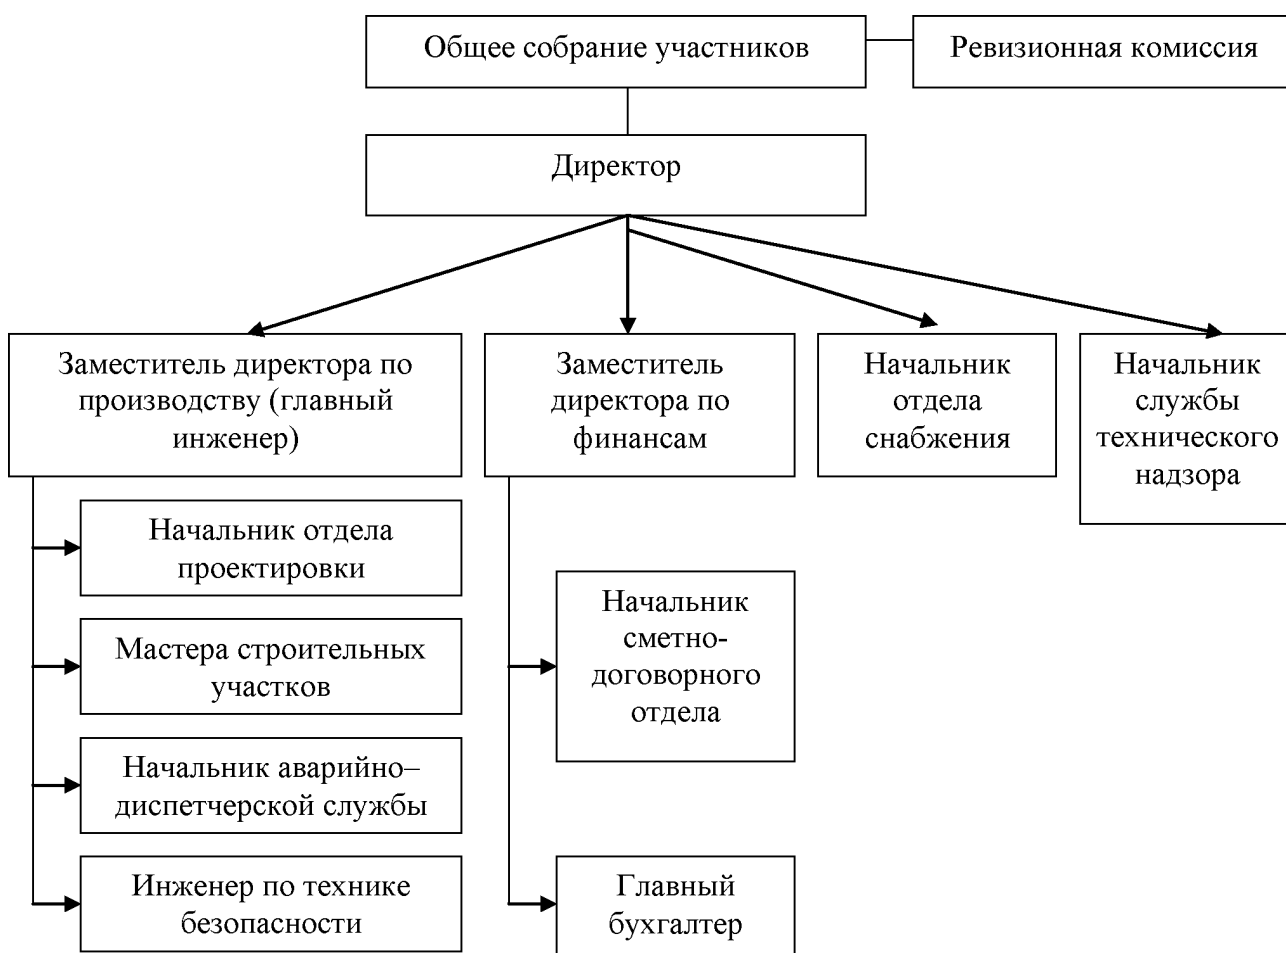 Общее собрание участников
Ревизионная комиссия
Директор
Заместитель директора по
производству (главный
инженер)
Заместитель
директора по
финансам
Начальник
отдела
снабжения
Начальник
службы
технического
надзора
Начальник отдела
проектировки
Мастера строительных
участков
Начальник аварийно–
диспетчерской службы
Инженер по технике
безопасности
Начальник
сметно-
договорного
отдела
Главный
бухгалтер